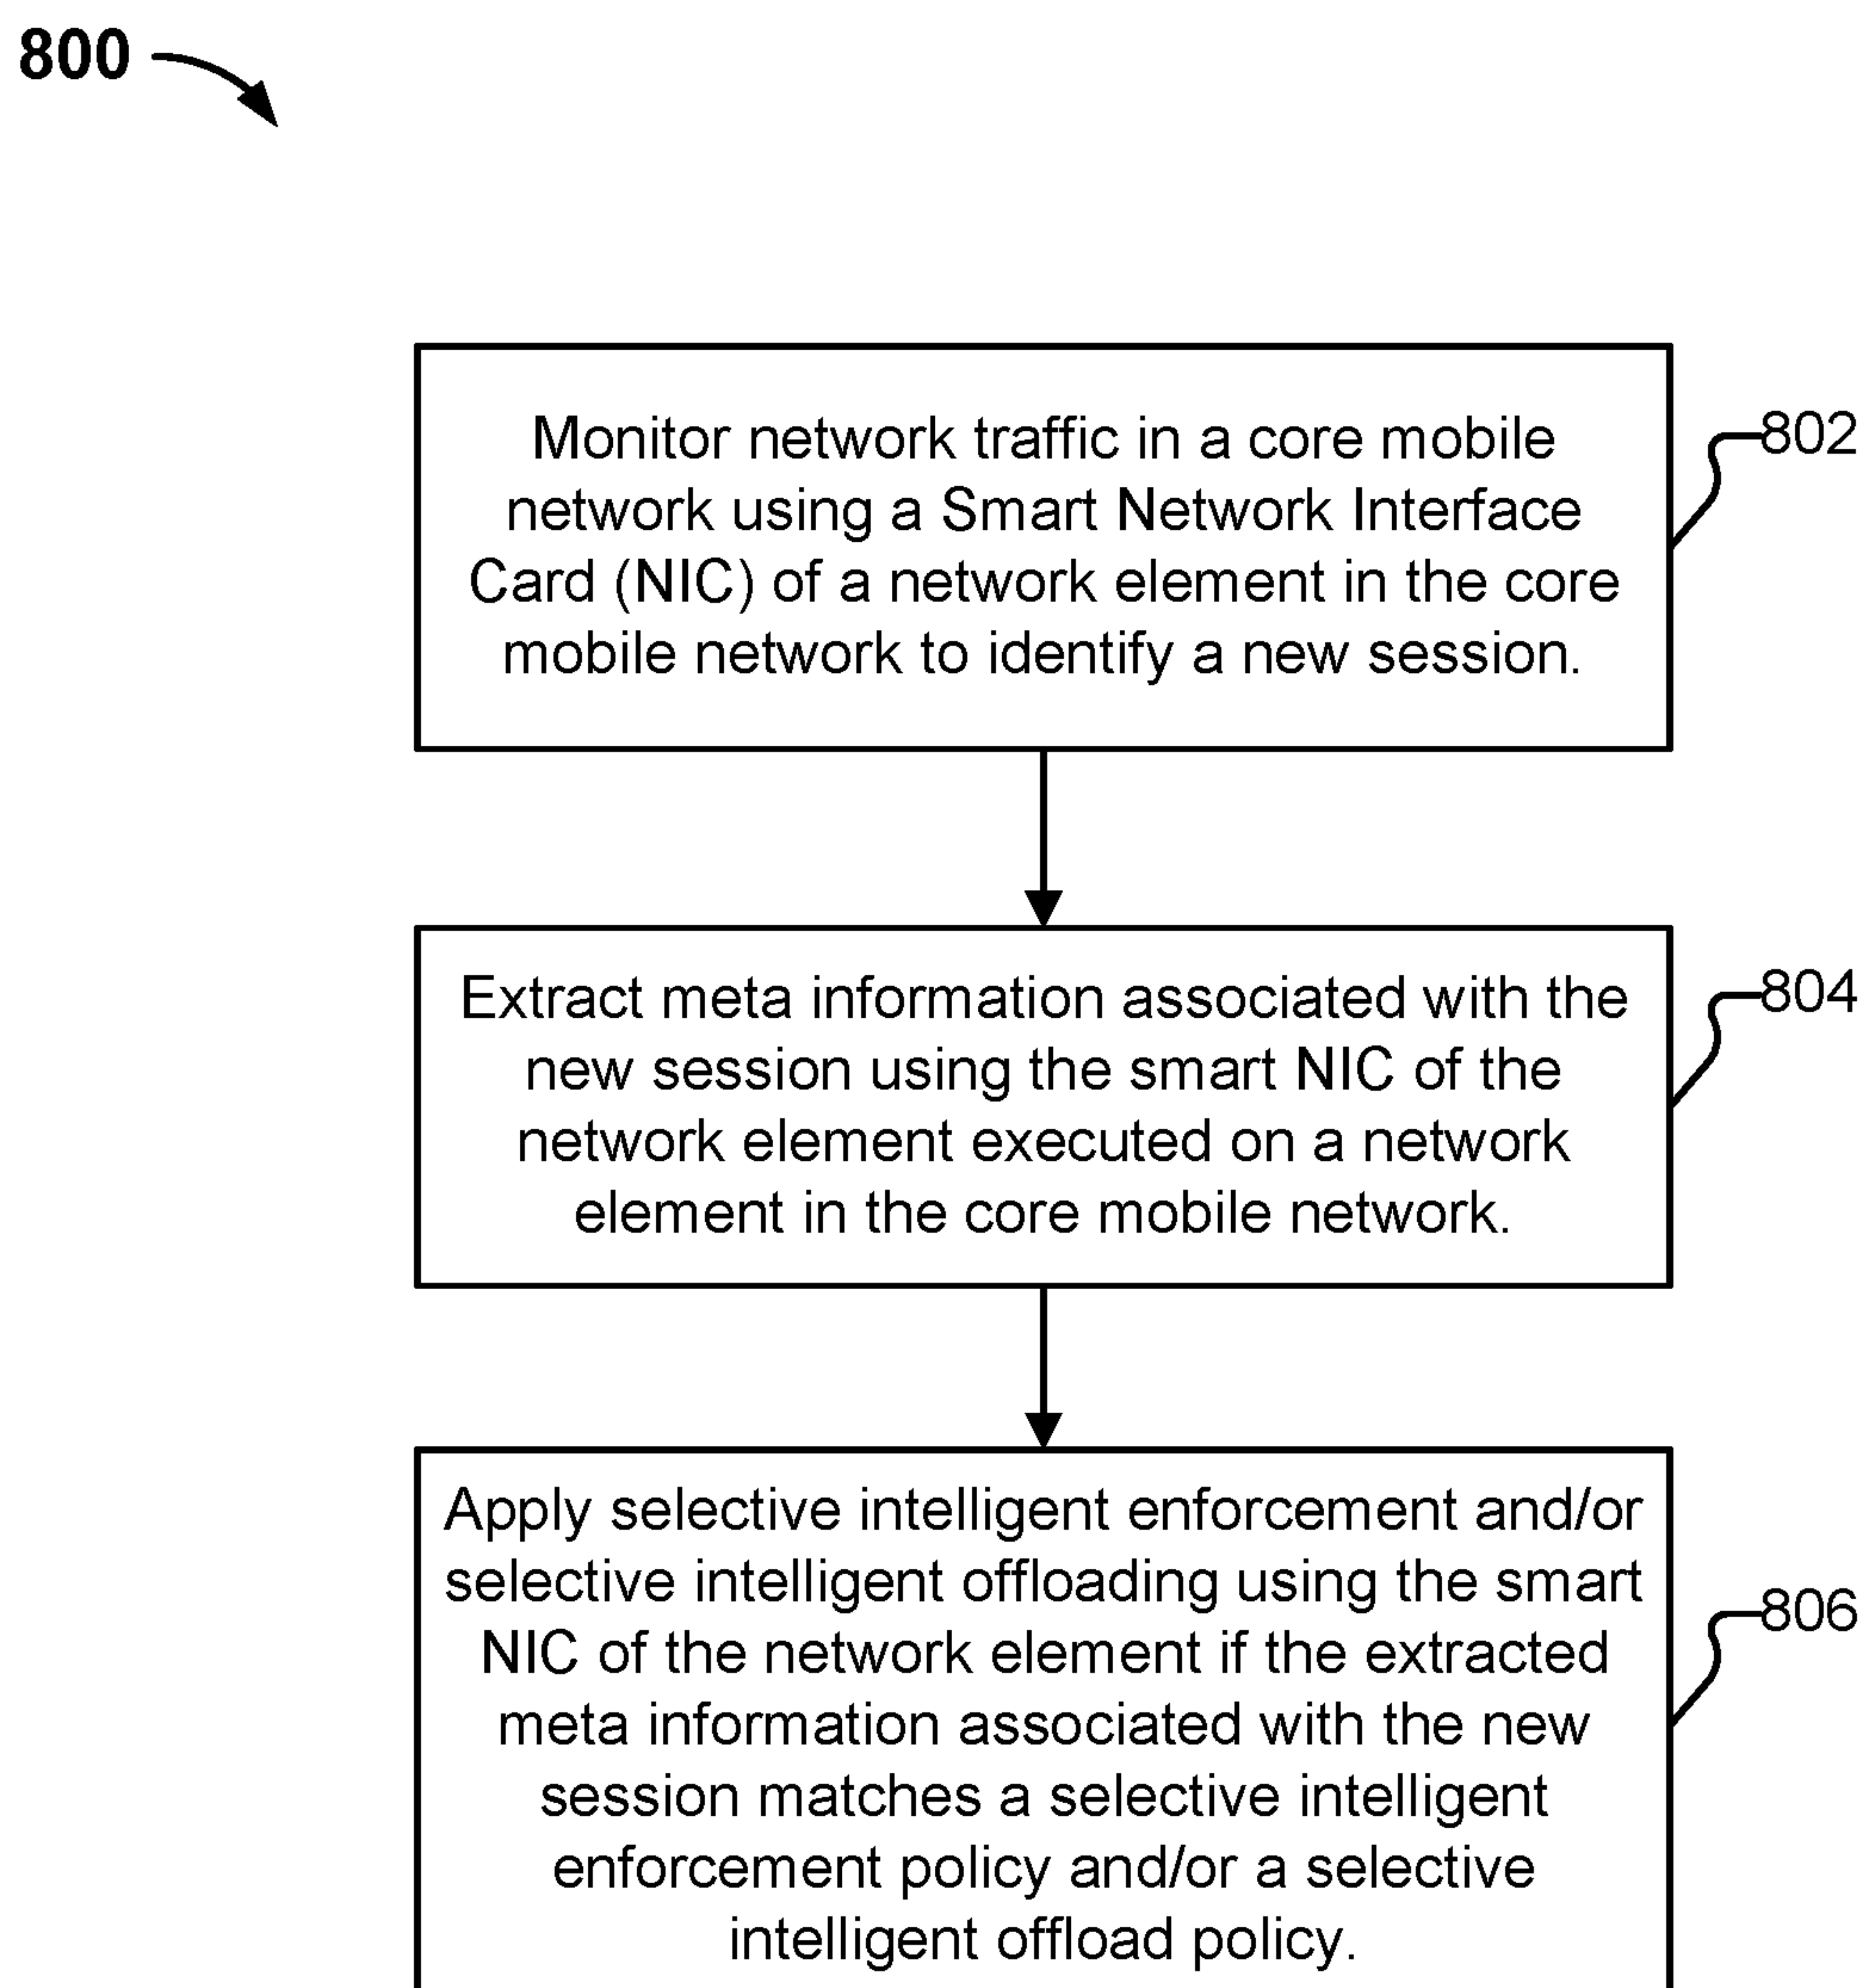 800
Monitor network traffic in a core mobile
network using a Smart Network Interface
Card (NIC) of a network element in the core
mobile network to identify a new session.
802
Extract meta information associated with the
new session using the smart NIC of the
network element executed on a network
element in the core mobile network.
804
Apply selective intelligent enforcement and/or
selective intelligent offloading using the smart
NIC of the network element if the extracted
meta information associated with the new
session matches a selective intelligent
enforcement policy and/or a selective
intelligent offload policy.
806